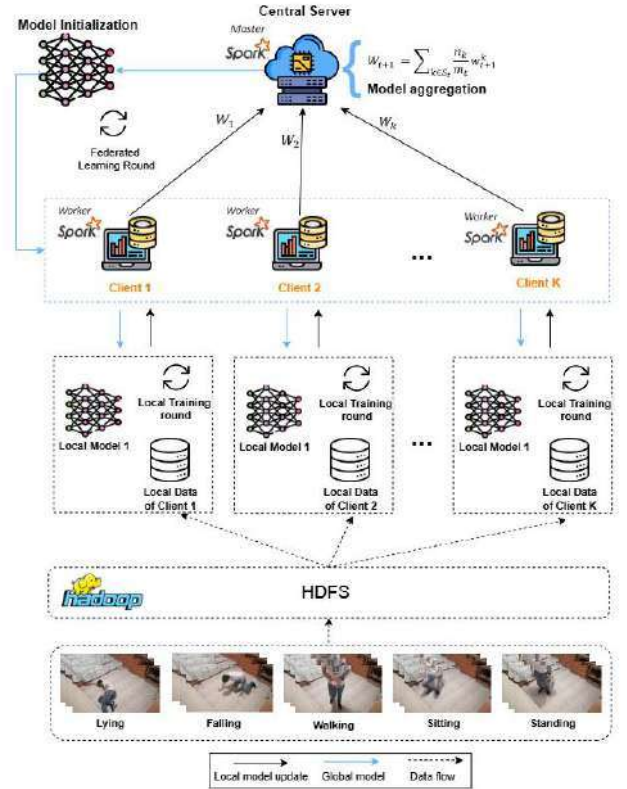 Central Server
Model Initialization
Master
Spark
W_{t+1} = \sum_{k∈S_t} \frac{n_k}{m_t} w_{t+1}^k
Model aggregation
W_1
W_2
W_k
Federated
Learning Round
Worker
Spark
Worker
Spark
Worker
Spark
...
Client 1
Client 2
Client K
Local Training
round
Local Training
round
Local Training
round
Local Model 1
Local Model 1
...
Local Model 1
Local Data
of Client 1
Local Data
of Client 2
Local Data
of Client K
hadoop
HDFS
Lying
Falling
Walking
Sitting
Standing
Local model update
Global model
Data flow